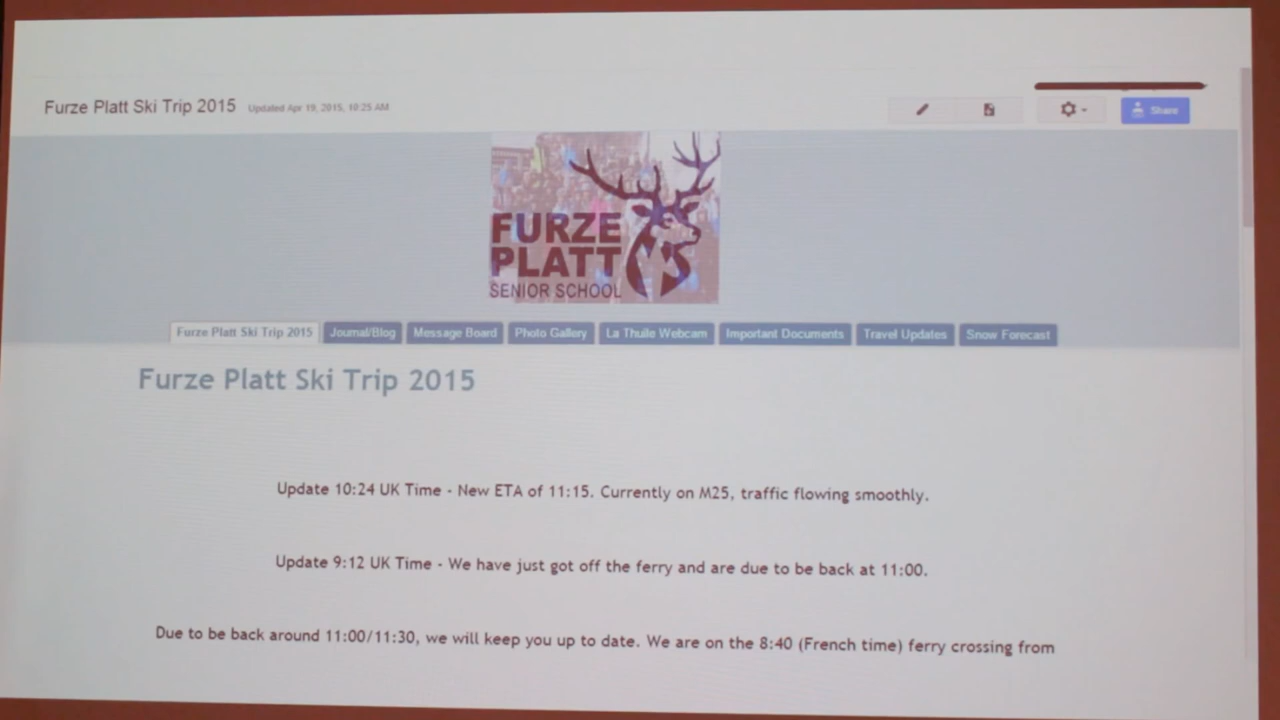 Furze Platt Ski Trip 2015 Updated Apr 19, 2015, 10:25 AM
Share
FURZE
PLATT
SENIOR SCHOOL
Furze Platt Ski Trip 2015 Journal/Blog Message Board Photo Gallery La Thuile Webcam Important Documents Travel Updates Snow Forecast
Furze Platt Ski Trip 2015
Update 10:24 UK Time - New ETA of 11:15. Currently on M25, traffic flowing smoothly.
Update 9:12 UK Time - We have just got off the ferry and are due to be back at 11:00.
Due to be back around 11:00/11:30, we will keep you up to date. We are on the 8:40 (French time) ferry crossing from